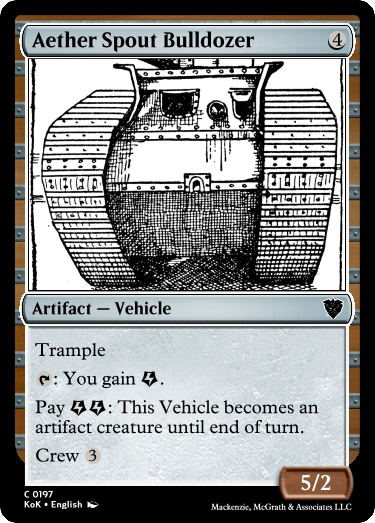 Aether Spout Bulldozer 4
Artifact — Vehicle
Trample
: You gain .
Pay : This Vehicle becomes an
artifact creature until end of turn.
Crew 3
5/2
C 0197
KoK • English
Mackenzie, McGrath & Associates LLC